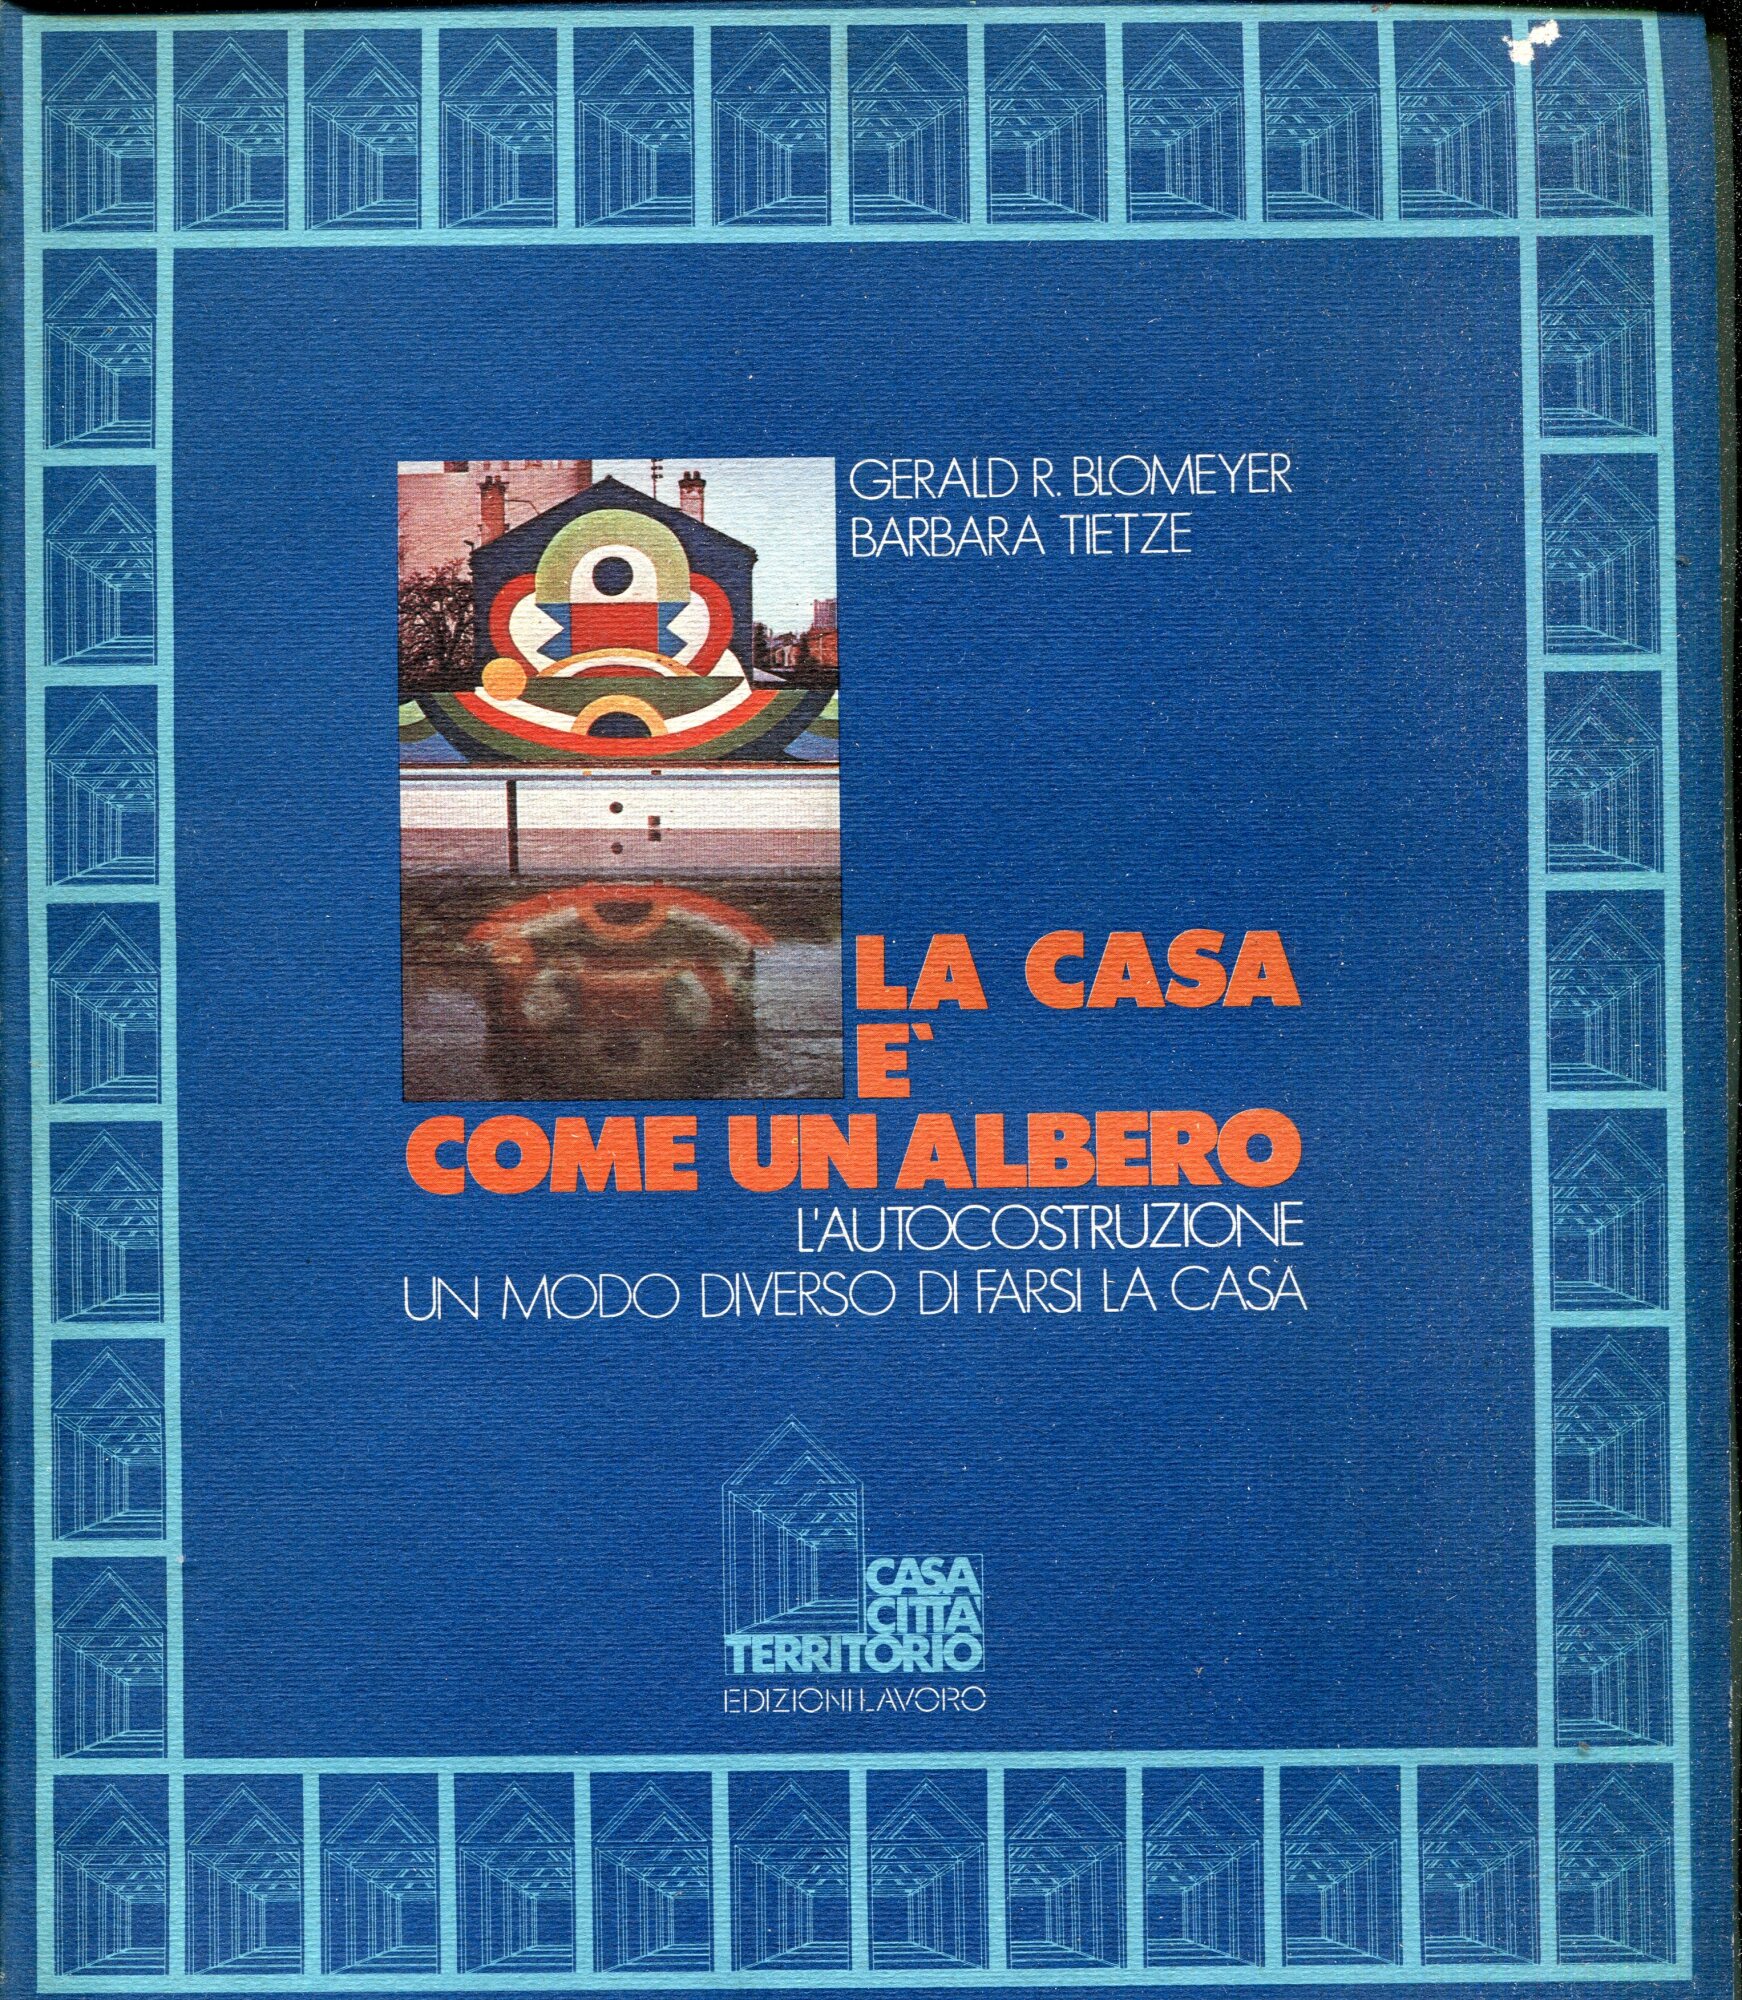 GERALD R. BLOMEYER
BARBARA TIETZE
LA CASA
E'
COME UN ALBERO
L'AUTOCOSTRUZIONE
UN MODO DIVERSO DI FARSI LA CASA
CASA
CITTA'
TERRITORIO
EDIZIONI LAVORO